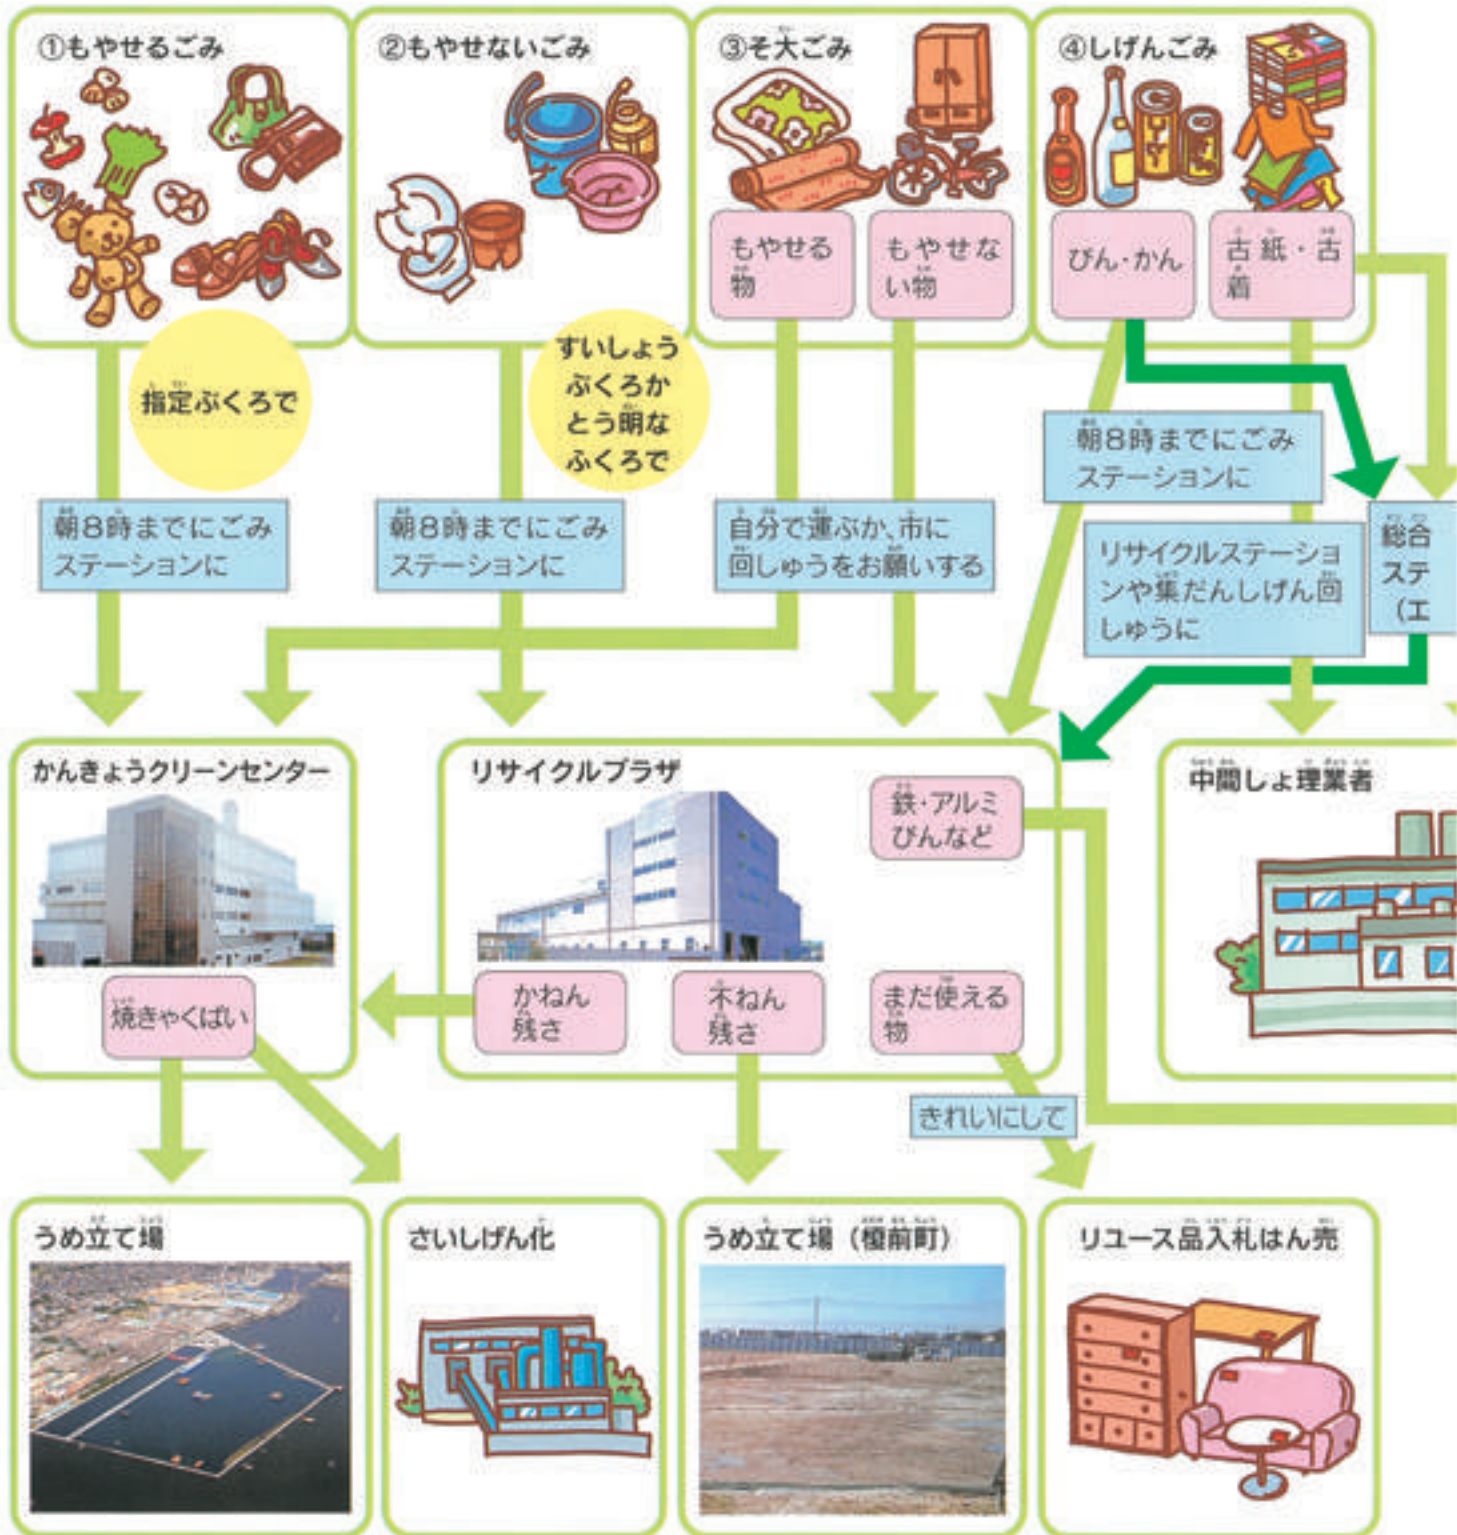 ①もやせるごみ
②もやせないごみ
③そ大ごみ
④しげんごみ
もやせる
物
もやせな
い物
びん・かん
古紙・古
着
指定ぶくろで
すいしょう
ぶくろか
とう明な
ふくろで
朝8時までにごみ
ステーションに
朝8時までにごみ
ステーションに
自分で運ぶか、市に
回しゅうをお願いする
朝8時までにごみ
ステーションに
リサイクルステーショ
ンや集だんしげん回
しゅうに
総合
ステ
(エ
かんきょうクリーンセンター
焼きゃくばい
リサイクルプラザ
鉄・アルミ
びんなど
かねん
残さ
不ねん
残さ
まだ使える
物
中間しょ理業者
きれいにして
うめ立て場
さいしげん化
うめ立て場(榎前町)
リユース品入札はん売